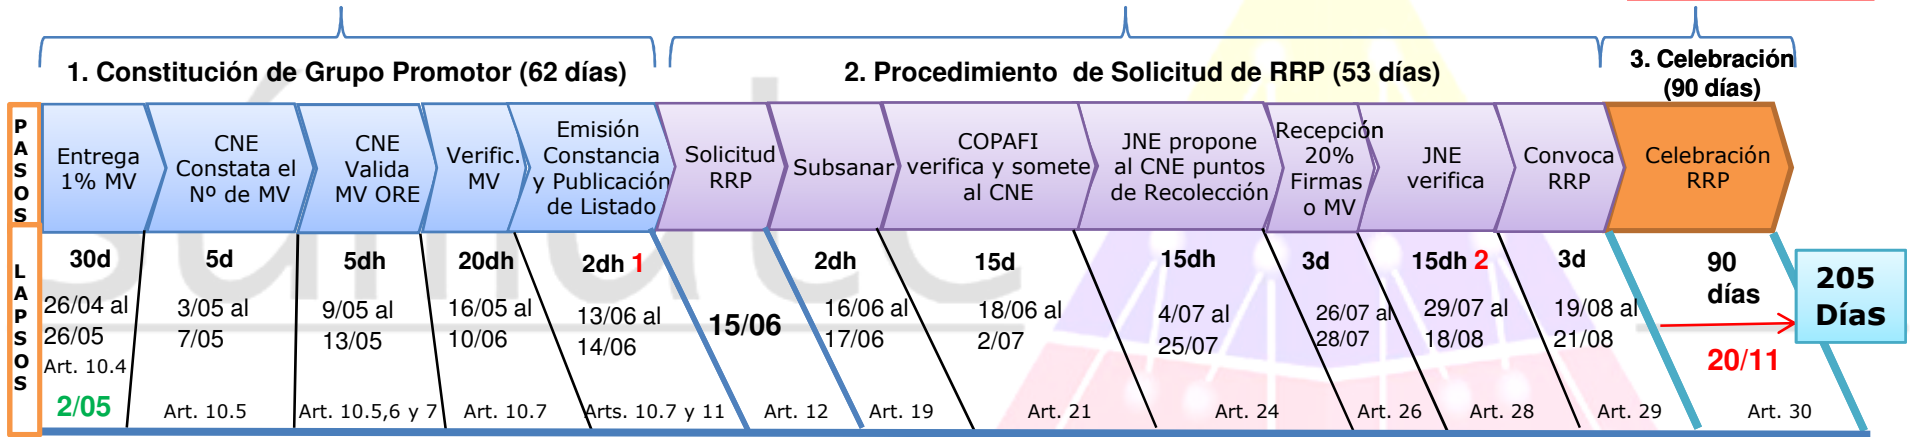 1. Constitución de Grupo Promotor (62 días)
2. Procedimiento de Solicitud de RRP (53 días)
3. Celebración
(90 días)
PASOS
Entrega
1% MV
CNE
Constata el
Nº de MV
CNE
Valida
MV ORE
Verific.
MV
Emisión
Constancia
y Publicación
de Listado
Solicitud
RRP
Subsanar
COPAFI
verifica y somete
al CNE
JNE propone
al CNE puntos
de Recolección
Recepción
20%
Firmas
o MV
JNE
verifica
Convoca
RRP
Celebración
RRP
LAPSOS
30d
26/04 al
26/05
Art. 10.4
2/05
5d
3/05 al
7/05
Art. 10.5
5dh
9/05 al
13/05
Art. 10.5,6 y 7
20dh
16/05 al
10/06
Art. 10.7
2dh 1
13/06 al
14/06
Arts. 10.7 y 11
15/06
Art. 12
2dh
16/06 al
17/06
Art. 19
15d
18/06 al
2/07
Art. 21
15dh
4/07 al
25/07
Art. 24
3d
26/07 al
28/07
Art. 26
15dh 2
29/07 al
18/08
Art. 28
3d
19/08 al
21/08
Art. 29
90
días
20/11
Art. 30
205
Días
súmate